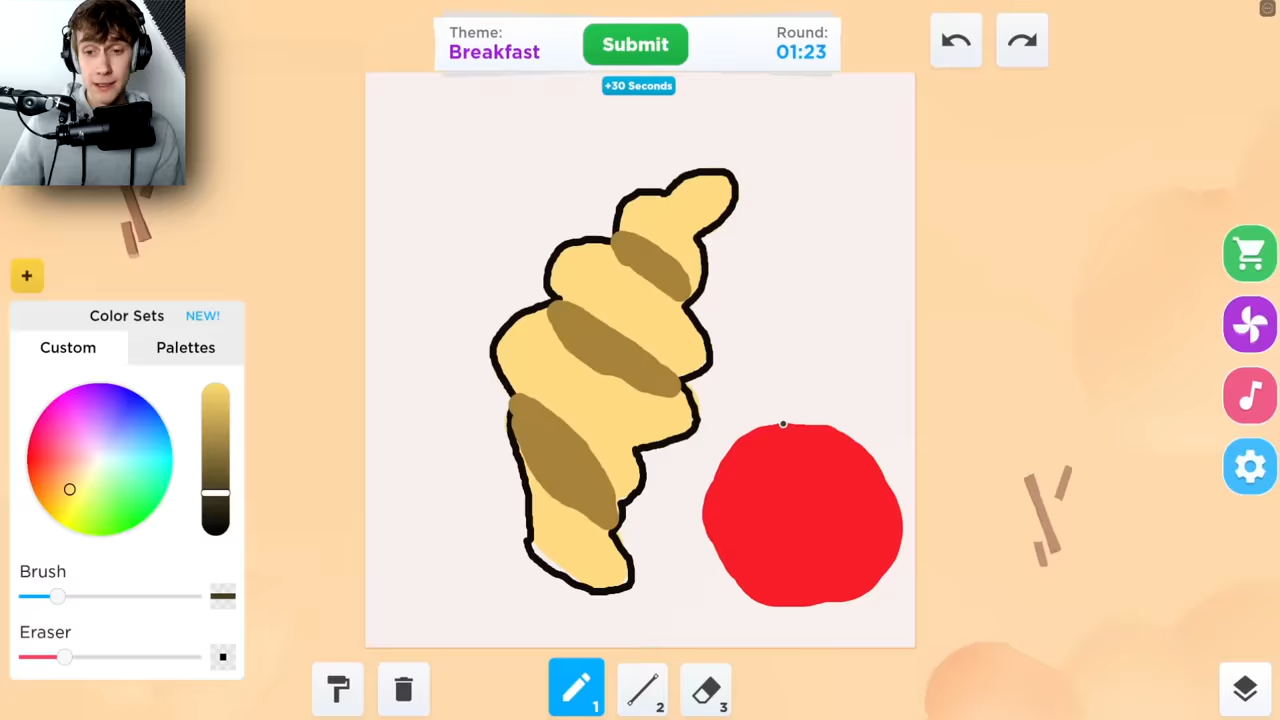 Theme:
Breakfast
Submit
Round:
01:23
+30 Seconds
+
Color Sets NEW!
Custom Palettes
Brush
Eraser
1
2
3